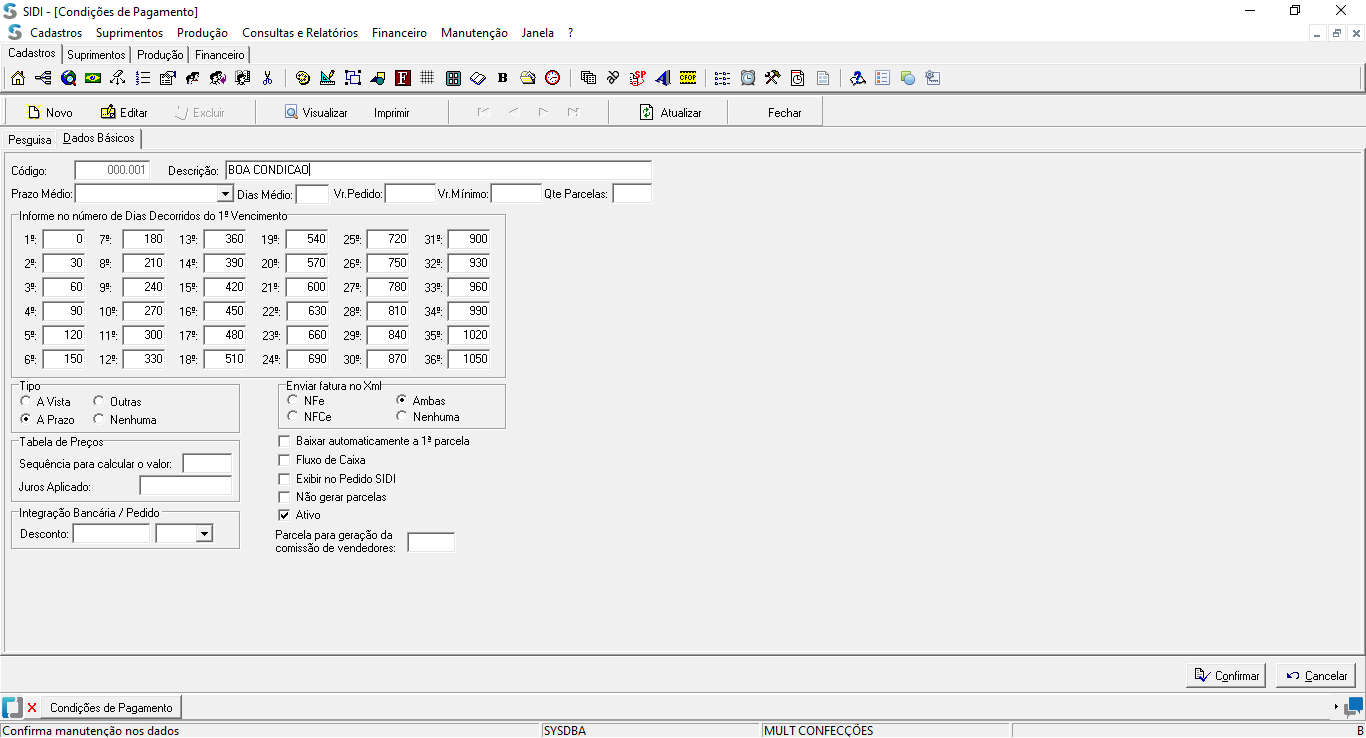 SIDI - [Condições de Pagamento]
Cadastros Suprimentos Produção Consultas e Relatórios Financeiro Manutenção Janela ?
Cadastros Suprimentos Produção Financeiro
F B SP CFOP
Novo Editar Excluir Visualizar Imprimir Atualizar Fechar
Pesquisa Dados Básicos
Código: 000.001 Descrição: BOA CONDICAO
Prazo Médio: Dias Médio: Vr.Pedido: Vr.Mínimo: Qte Parcelas:
Informe no número de Dias Decorridos do 1º Vencimento
1º: 0 7º: 180 13º: 360 19º: 540 25º: 720 31º: 900
2º: 30 8º: 210 14º: 390 20º: 570 26º: 750 32º: 930
3º: 60 9º: 240 15º: 420 21º: 600 27º: 780 33º: 960
4º: 90 10º: 270 16º: 450 22º: 630 28º: 810 34º: 990
5º: 120 11º: 300 17º: 480 23º: 660 29º: 840 35º: 1020
6º: 150 12º: 330 18º: 510 24º: 690 30º: 870 36º: 1050
Tipo
A Vista Outras
A Prazo Nenhuma
Enviar fatura no Xml
NFe Ambas
NFCe Nenhuma
Tabela de Preços
Sequência para calcular o valor:
Juros Aplicado:
Integração Bancária / Pedido
Desconto:
Baixar automaticamente a 1ª parcela
Fluxo de Caixa
Exibir no Pedido SIDI
Não gerar parcelas
Ativo
Parcela para geração da
comissão de vendedores:
Confirmar Cancelar
Condições de Pagamento
Confirma manutenção nos dados SYSDBA MULT CONFECÇÕES B